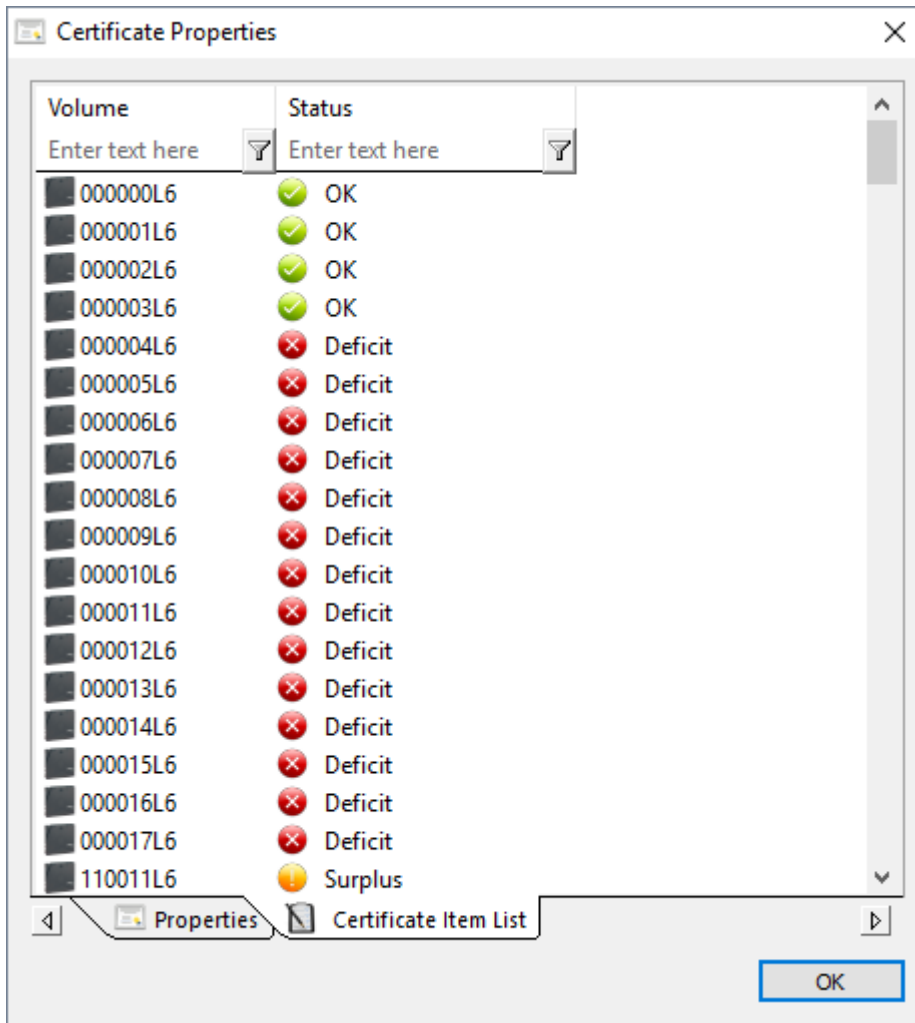 Certificate Properties
Volume Status
Enter text here Enter text here
000000L6 OK
000001L6 OK
000002L6 OK
000003L6 OK
000004L6 Deficit
000005L6 Deficit
000006L6 Deficit
000007L6 Deficit
000008L6 Deficit
000009L6 Deficit
000010L6 Deficit
000011L6 Deficit
000012L6 Deficit
000013L6 Deficit
000014L6 Deficit
000015L6 Deficit
000016L6 Deficit
000017L6 Deficit
110011L6 Surplus
Properties Certificate Item List
OK